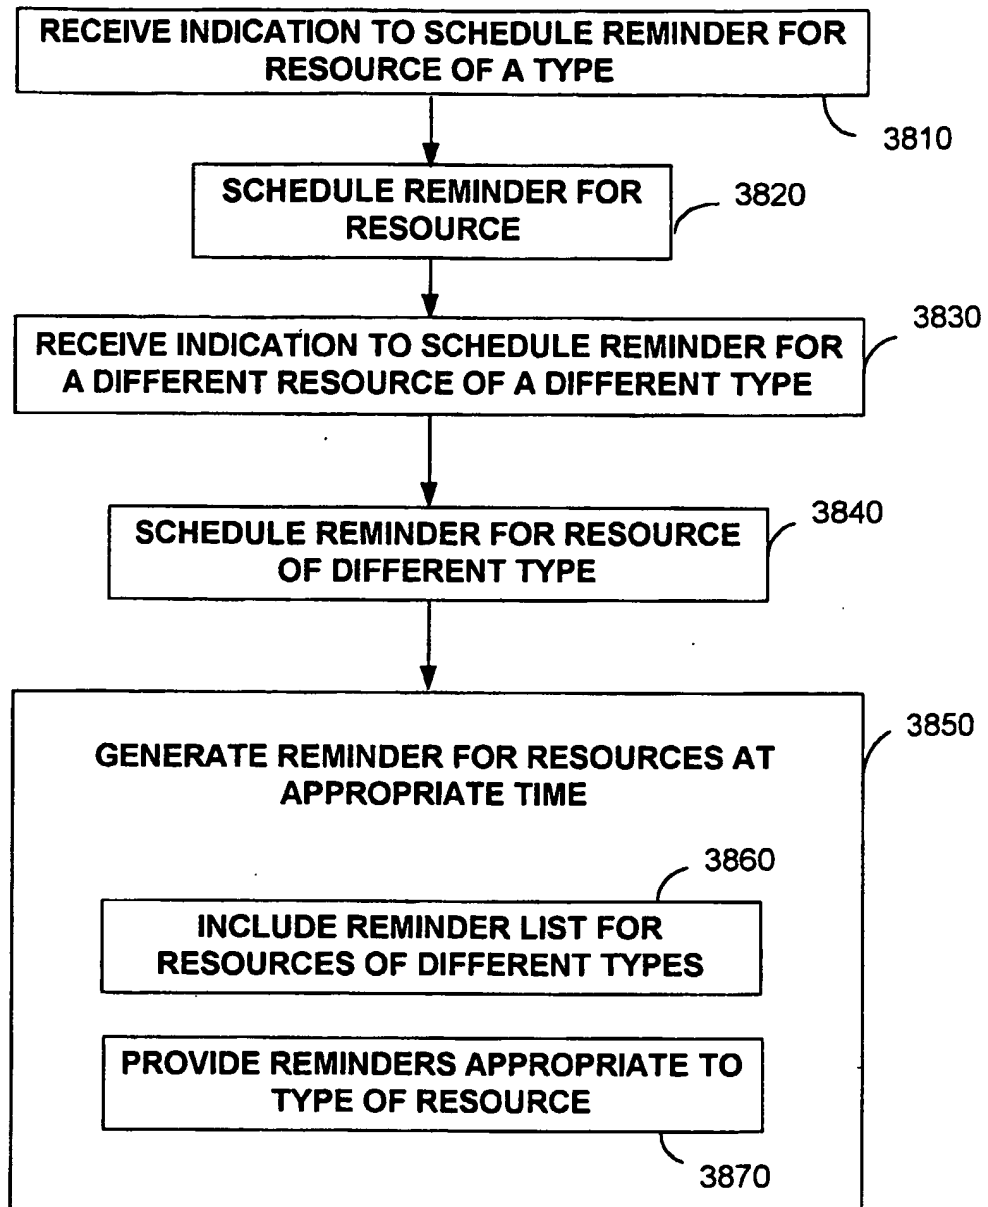 RECEIVE INDICATION TO SCHEDULE REMINDER FOR
RESOURCE OF A TYPE
3810
SCHEDULE REMINDER FOR
RESOURCE
3820
3830
RECEIVE INDICATION TO SCHEDULE REMINDER FOR
A DIFFERENT RESOURCE OF A DIFFERENT TYPE
3840
SCHEDULE REMINDER FOR RESOURCE
OF DIFFERENT TYPE
3850
GENERATE REMINDER FOR RESOURCES AT
APPROPRIATE TIME
3860
INCLUDE REMINDER LIST FOR
RESOURCES OF DIFFERENT TYPES
PROVIDE REMINDERS APPROPRIATE TO
TYPE OF RESOURCE
3870